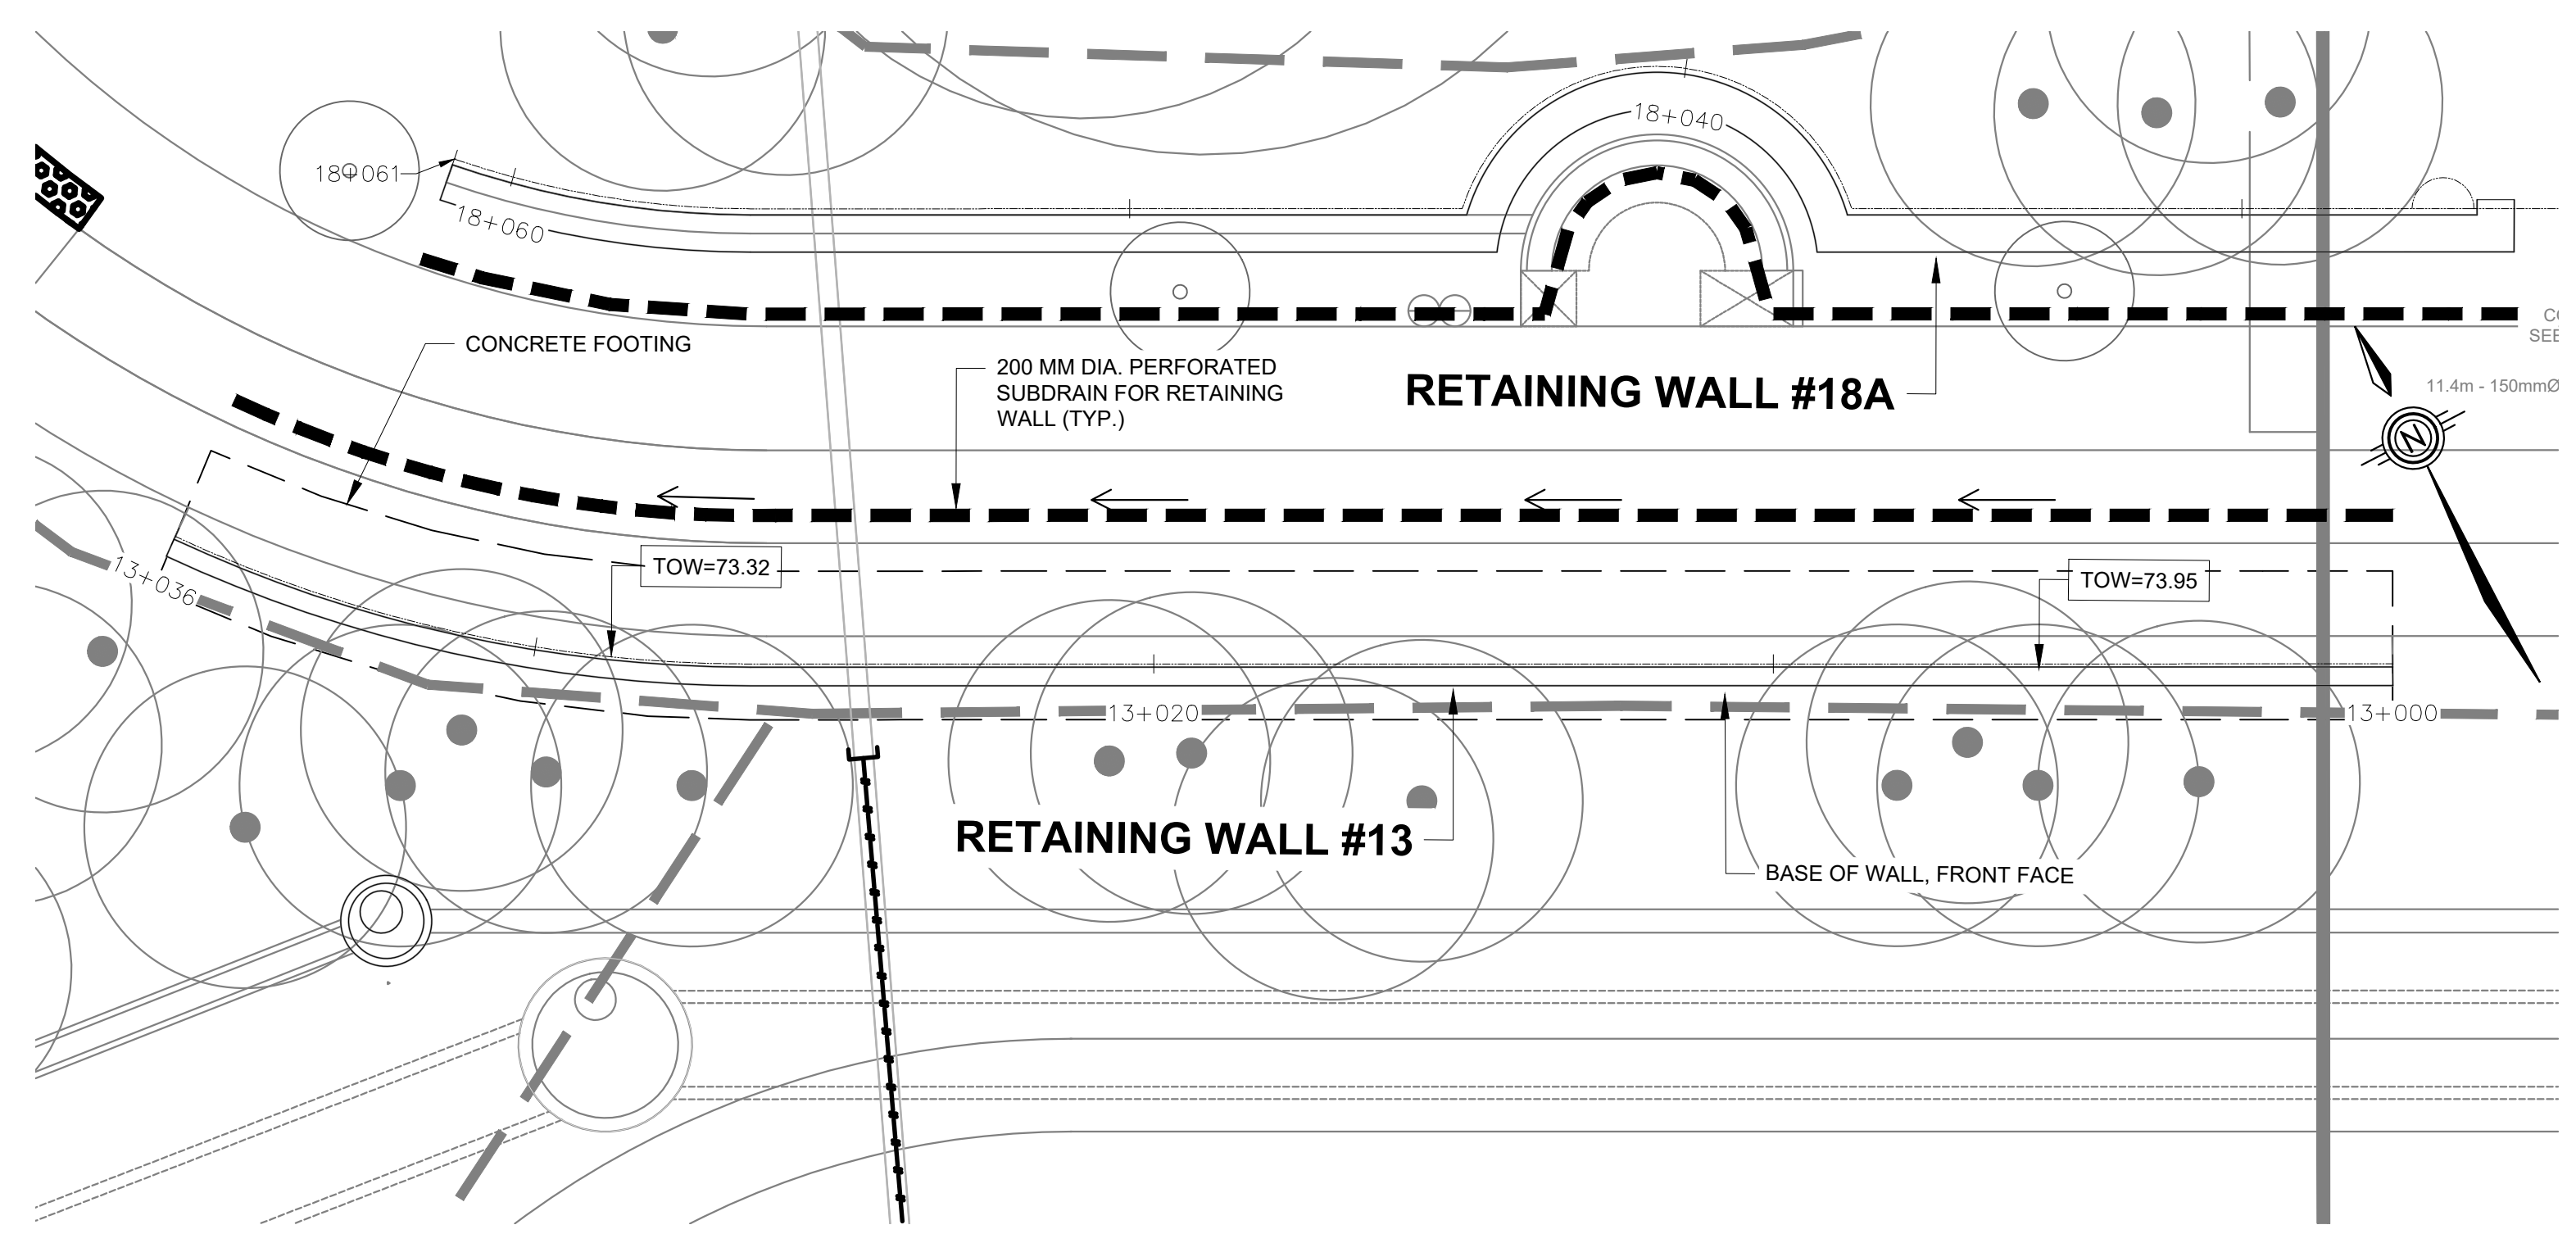 18+040
18+061
18+060
CONCRETE FOOTING
200 MM DIA. PERFORATED
SUBDRAIN FOR RETAINING
WALL (TYP.)
RETAINING WALL #18A
11.4m - 150mmØ
N
TOW=73.32
TOW=73.95
13+036
13+020
13+000
RETAINING WALL #13
BASE OF WALL, FRONT FACE